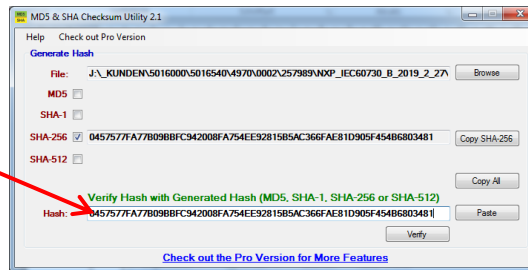 MD5 & SHA Checksum Utility 2.1
Help Check out Pro Version
Generate Hash
File: J:\_KUNDEN\5016000\5016540\4970\0002\257989\NXP_IEC60730_B_2019_2_27\ Browse
MD5
SHA-1
SHA-256 0457577FA77B09BBFC942008FA754EE92815B5AC366FAE81D905F454B6803481 Copy SHA-256
SHA-512
Copy All
Verify Hash with Generated Hash (MD5, SHA-1, SHA-256 or SHA-512)
Hash: 0457577FA77B09BBFC942008FA754EE92815B5AC366FAE81D905F454B6803481 Paste
Verify
Check out the Pro Version for More Features